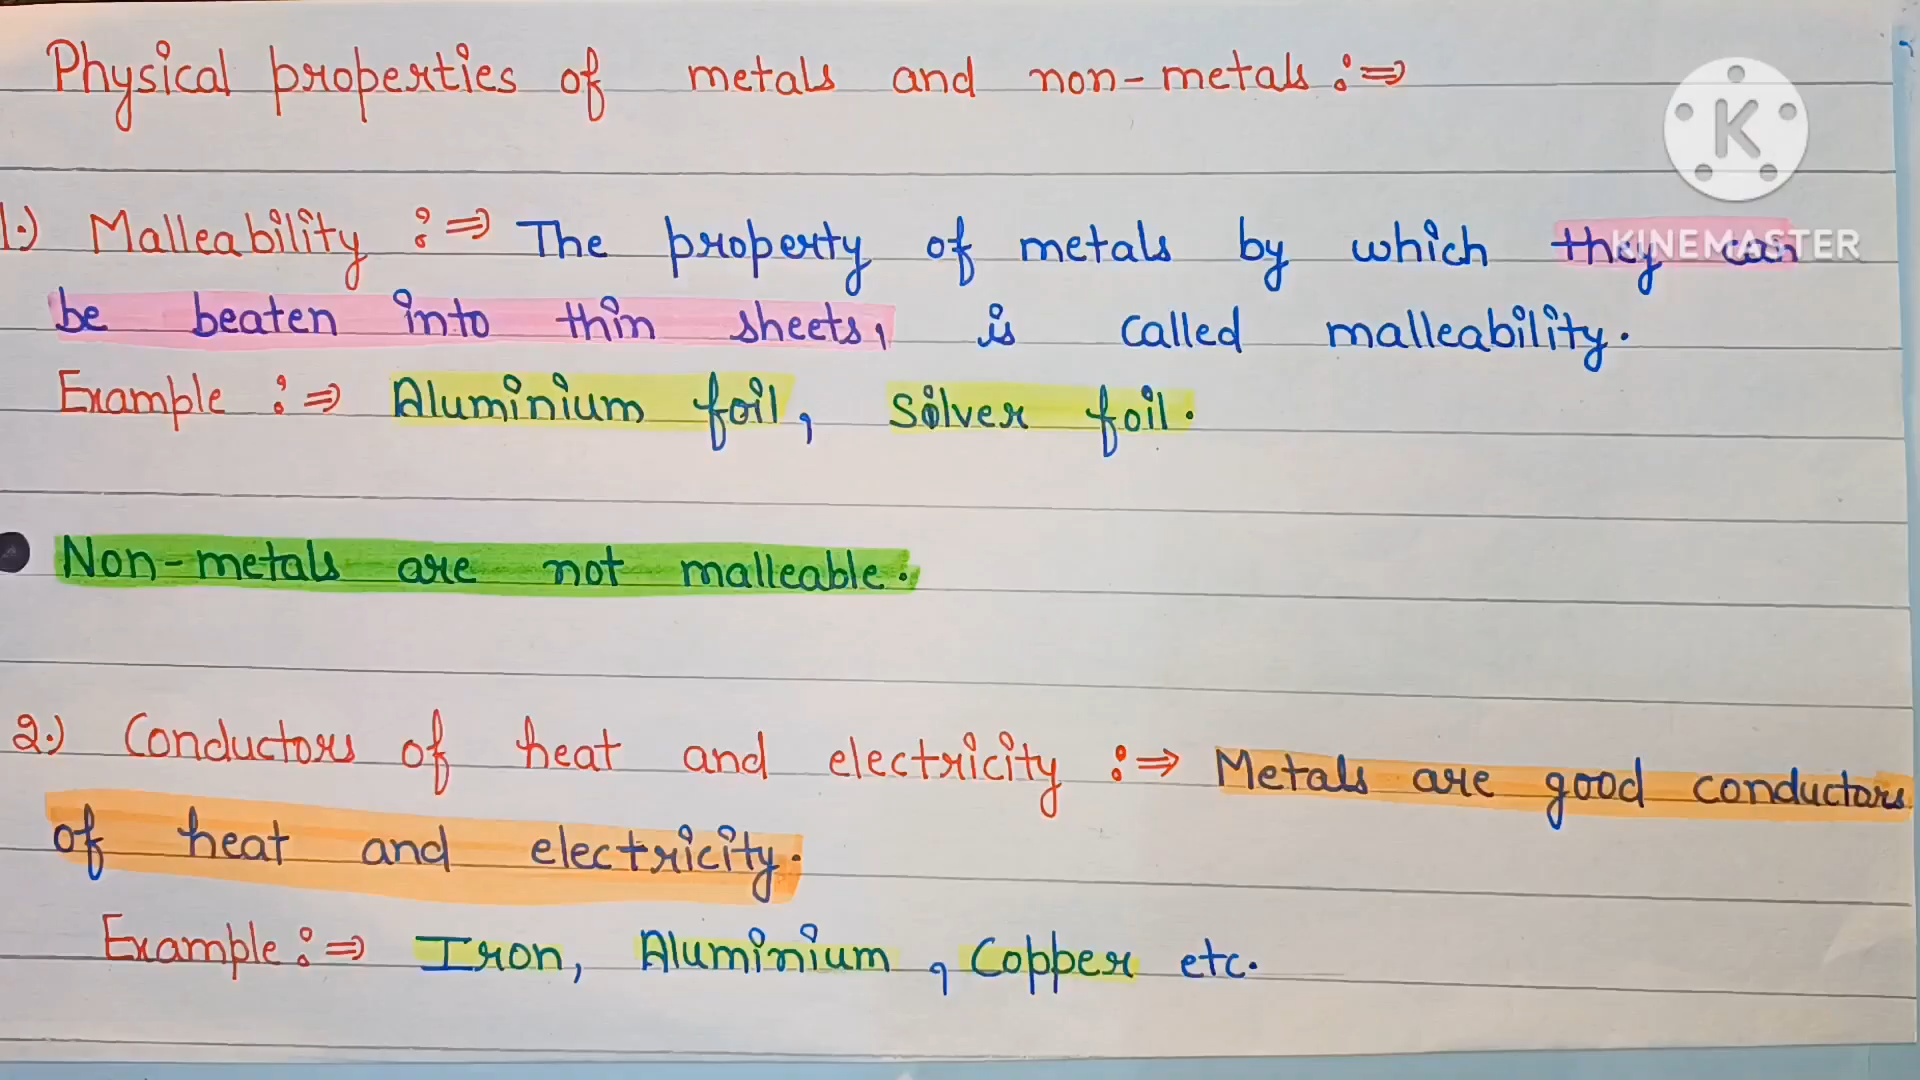 Physical properties of metals and non-metals :⇒
K
KINEMASTER
1.) Malleability :⇒ The property of metals by which they can
be beaten into thin sheets, is called malleability.
Example :⇒ Aluminium foil, Silver foil.
Non-metals are not malleable.
2.) Conductors of heat and electricity :⇒ Metals are good conductors
of heat and electricity.
Example :⇒ Iron, Aluminium, Copper etc.